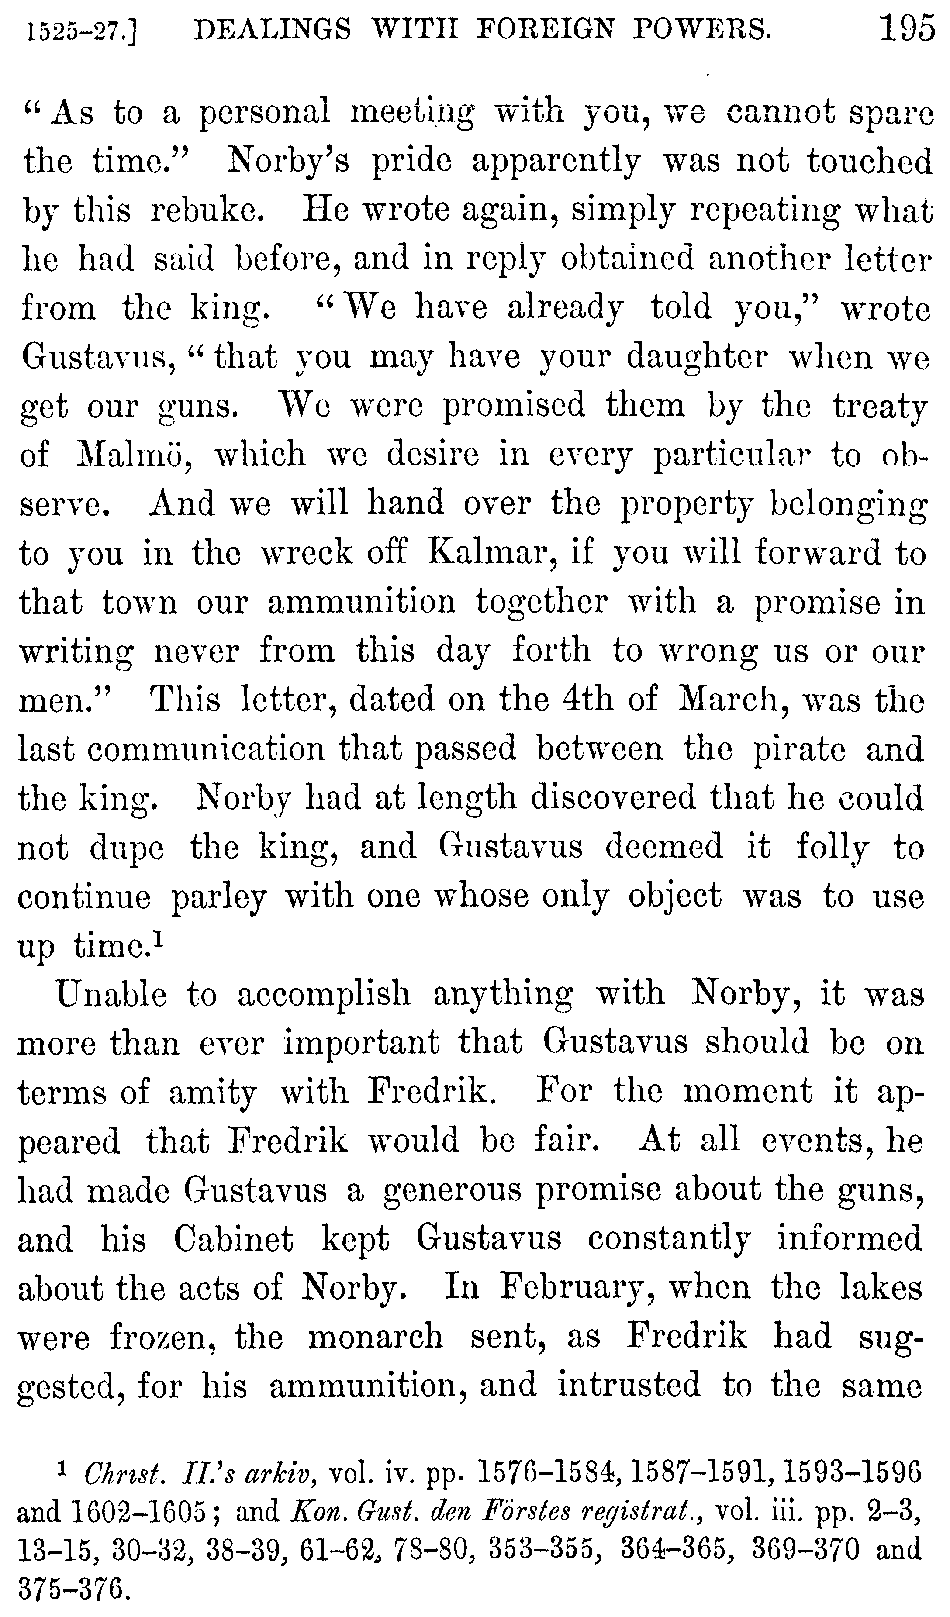 1525-27.] DEALINGS WITH FOREIGN POWERS. 195
“As to a personal meeting with you, we cannot spare
the time.” Norby’s pride apparently was not touched
by this rebuke. He wrote again, simply repeating what
he had said before, and in reply obtained another letter
from the king. “We have already told you,” wrote
Gustavus, “that you may have your daughter when we
get our guns. We were promised them by the treaty
of Malmö, which we desire in every particular to ob-
serve. And we will hand over the property belonging
to you in the wreck off Kalmar, if you will forward to
that town our ammunition together with a promise in
writing never from this day forth to wrong us or our
men.” This letter, dated on the 4th of March, was the
last communication that passed between the pirate and
the king. Norby had at length discovered that he could
not dupe the king, and Gustavus deemed it folly to
continue parley with one whose only object was to use
up time.¹
Unable to accomplish anything with Norby, it was
more than ever important that Gustavus should be on
terms of amity with Fredrik. For the moment it ap-
peared that Fredrik would be fair. At all events, he
had made Gustavus a generous promise about the guns,
and his Cabinet kept Gustavus constantly informed
about the acts of Norby. In February, when the lakes
were frozen, the monarch sent, as Fredrik had sug-
gested, for his ammunition, and intrusted to the same
¹ Christ. II.’s arkiv, vol. iv. pp. 1576-1584, 1587-1591, 1593-1596
and 1602-1605; and Kon. Gust. den Förstes registrat., vol. iii. pp. 2-3,
13-15, 30-32, 38-39, 61-62, 78-80, 353-355, 364-365, 369-370 and
375-376.